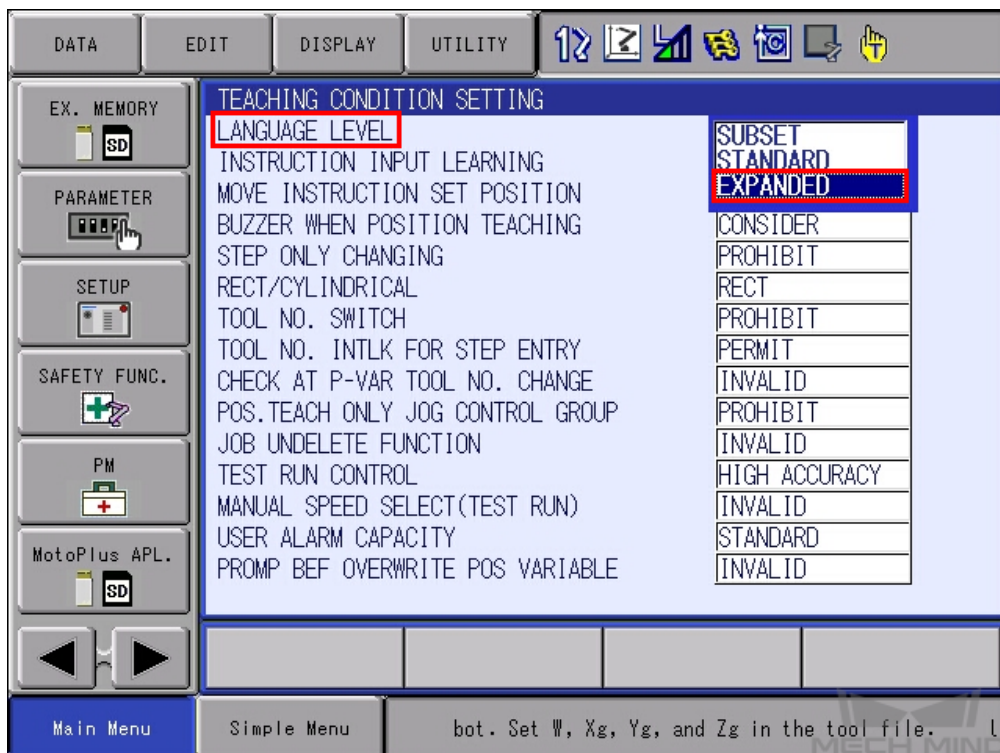 DATA EDIT DISPLAY UTILITY
EX. MEMORY
SD
PARAMETER
SETUP
SAFETY FUNC.
PM
MotoPlus APL.
SD
TEACHING CONDITION SETTING
LANGUAGE LEVEL SUBSET
STANDARD
INSTRUCTION INPUT LEARNING
MOVE INSTRUCTION SET POSITION EXPANDED
BUZZER WHEN POSITION TEACHING CONSIDER
STEP ONLY CHANGING PROHIBIT
RECT/CYLINDRICAL RECT
TOOL NO. SWITCH PROHIBIT
TOOL NO. INTLK FOR STEP ENTRY PERMIT
CHECK AT P-VAR TOOL NO. CHANGE INVALID
POS.TEACH ONLY JOG CONTROL GROUP PROHIBIT
JOB UNDELETE FUNCTION INVALID
TEST RUN CONTROL HIGH ACCURACY
MANUAL SPEED SELECT(TEST RUN) INVALID
USER ALARM CAPACITY STANDARD
PROMP BEF OVERWRITE POS VARIABLE INVALID
Main Menu Simple Menu bot. Set W, Xg, Yg, and Zg in the tool file.
MECH MIND